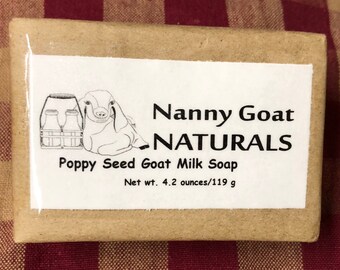 Nanny Goat
NATURALS
Poppy Seed Goat Milk Soap
Net wt. 4.2 ounces/119 g